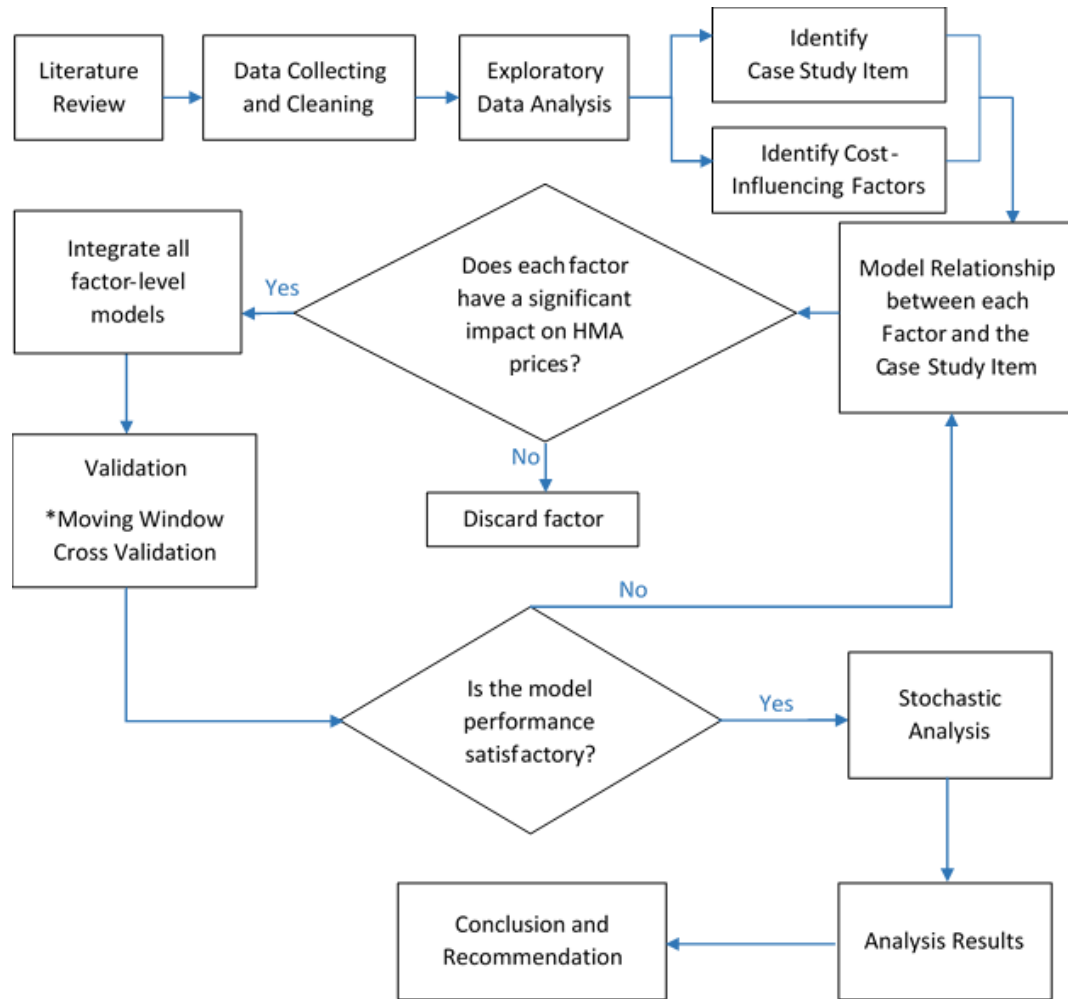 Literature
Review
Data Collecting
and Cleaning
Exploratory
Data Analysis
Identify
Case Study Item
Identify Cost-
Influencing Factors
Model Relationship
between each
Factor and the
Case Study Item
Does each factor
have a significant
impact on HMA
prices?
Yes
Integrate all
factor-level
models
No
Discard factor
Validation
*Moving Window
Cross Validation
Is the model
performance
satisfactory?
No
Yes
Stochastic
Analysis
Analysis Results
Conclusion and
Recommendation